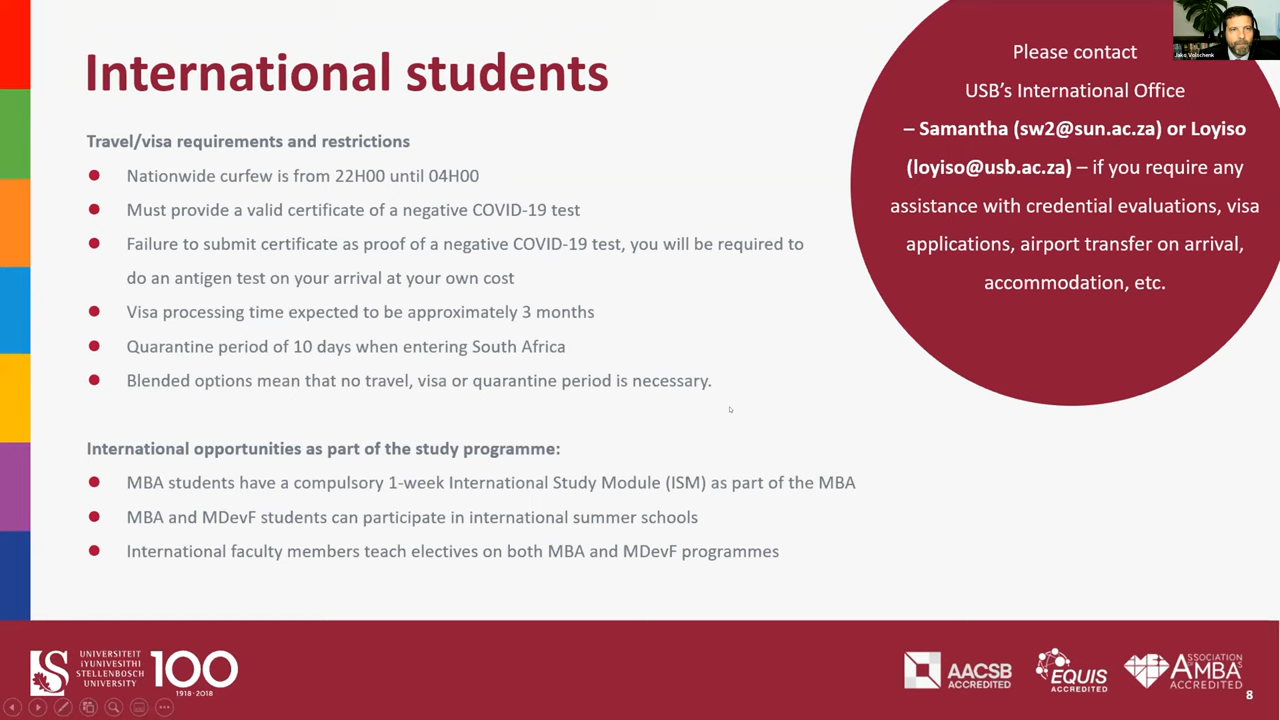 International students
Travel/visa requirements and restrictions
Nationwide curfew is from 22H00 until 04H00
Must provide a valid certificate of a negative COVID-19 test
Failure to submit certificate as proof of a negative COVID-19 test, you will be required to
do an antigen test on your arrival at your own cost
Visa processing time expected to be approximately 3 months
Quarantine period of 10 days when entering South Africa
Blended options mean that no travel, visa or quarantine period is necessary.
International opportunities as part of the study programme:
MBA students have a compulsory 1-week International Study Module (ISM) as part of the MBA
MBA and MDevF students can participate in international summer schools
International faculty members teach electives on both MBA and MDevF programmes
Please contact
USB's International Office
– Samantha (sw2@sun.ac.za) or Loyiso
(loyiso@usb.ac.za) – if you require any
assistance with credential evaluations, visa
applications, airport transfer on arrival,
accommodation, etc.
Jako Volschenk
UNIVERSITEIT
iYUNIVESITHI
STELLENBOSCH
UNIVERSITY
100
1918·2018
AACSB
ACCREDITED
EQUIS
ACCREDITED
ASSOCIATION
OF MBAs
AMBA
ACCREDITED
8